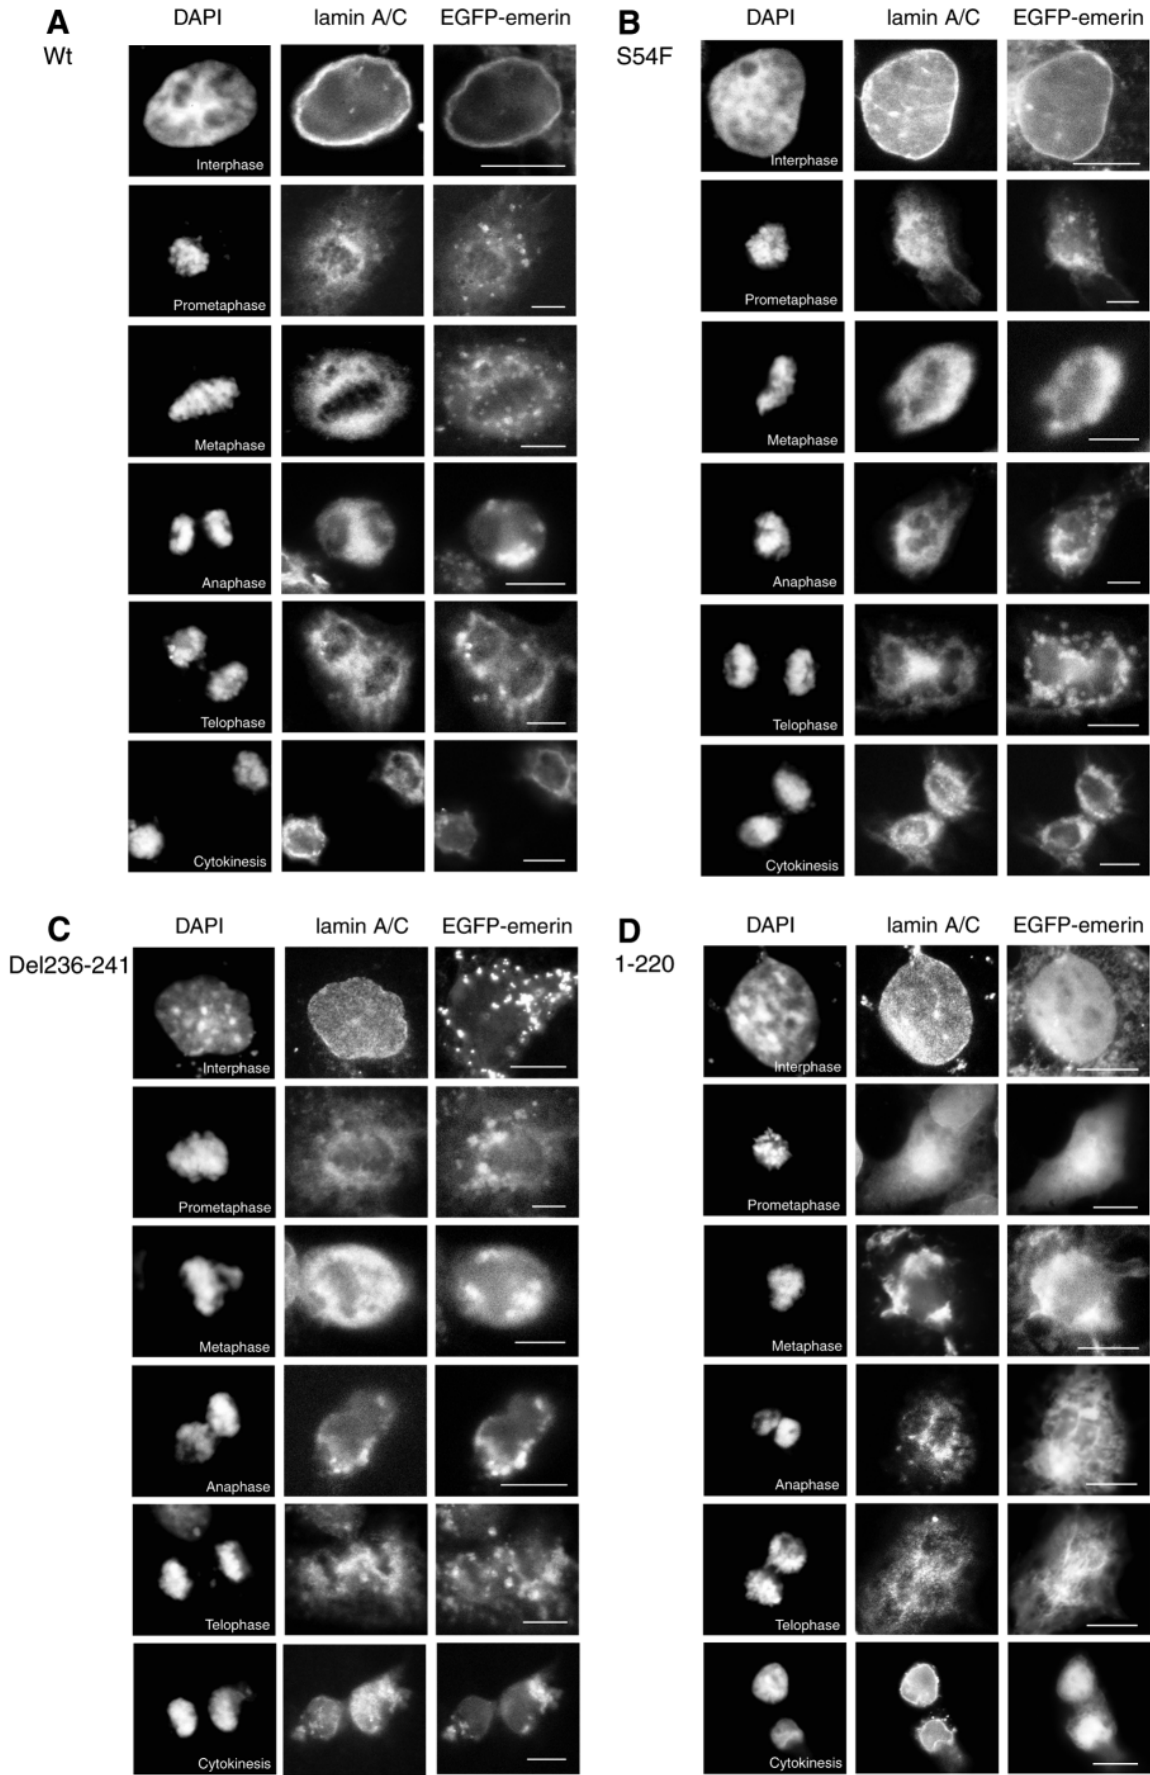 A
Wt
DAPI lamin A/C EGFP-emerin
Interphase
Prometaphase
Metaphase
Anaphase
Telophase
Cytokinesis
B
S54F
DAPI lamin A/C EGFP-emerin
Interphase
Prometaphase
Metaphase
Anaphase
Telophase
Cytokinesis
C
Del236-241
DAPI lamin A/C EGFP-emerin
Interphase
Prometaphase
Metaphase
Anaphase
Telophase
Cytokinesis
D
1-220
DAPI lamin A/C EGFP-emerin
Interphase
Prometaphase
Metaphase
Anaphase
Telophase
Cytokinesis